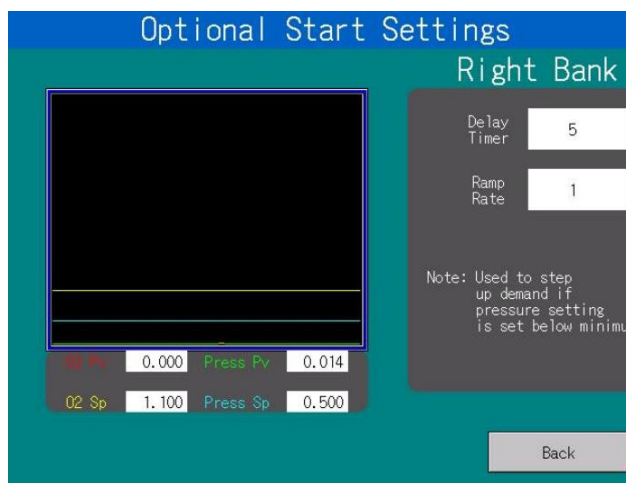 Optional Start Settings
Right Bank
Delay
Timer
5
Ramp
Rate
1
Note: Used to step
up demand if
pressure setting
is set below minimu
O2 Pv 0.000 Press Pv 0.014
O2 Sp 1.100 Press Sp 0.500
Back